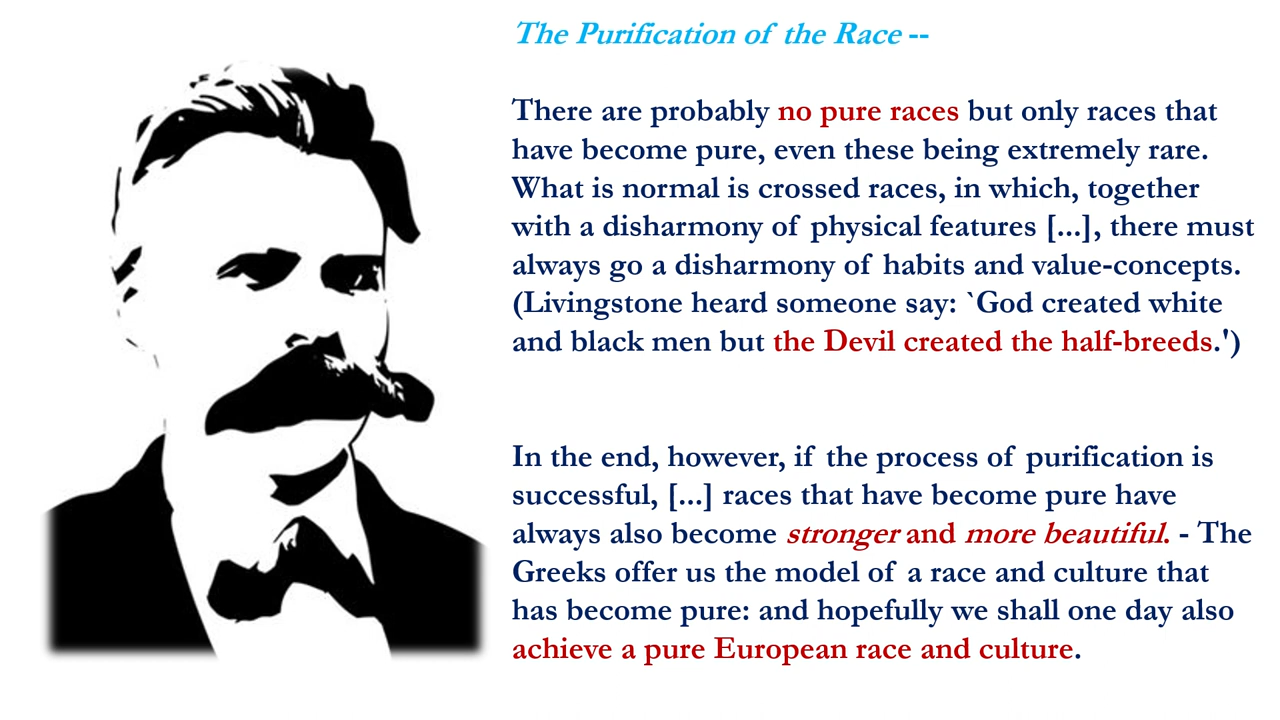 The Purification of the Race --
There are probably no pure races but only races that
have become pure, even these being extremely rare.
What is normal is crossed races, in which, together
with a disharmony of physical features [...], there must
always go a disharmony of habits and value-concepts.
(Livingstone heard someone say: `God created white
and black men but the Devil created the half-breeds.')
In the end, however, if the process of purification is
successful, [...] races that have become pure have
always also become stronger and more beautiful. - The
Greeks offer us the model of a race and culture that
has become pure: and hopefully we shall one day also
achieve a pure European race and culture.